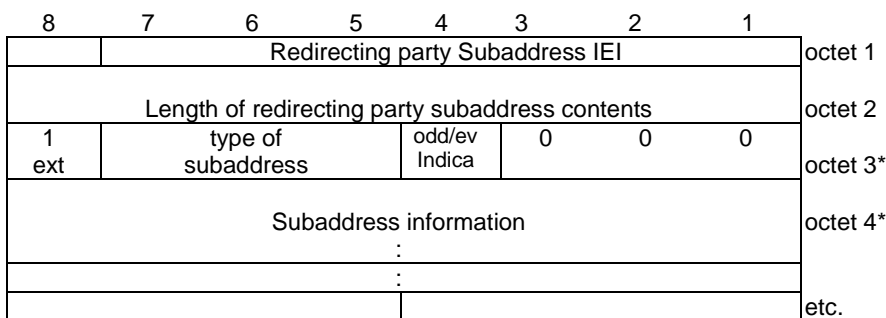 8 7 6 5 4 3 2 1
Redirecting party Subaddress IEI octet 1
Length of redirecting party subaddress contents octet 2
1 type of odd/ev 0 0 0
ext subaddress Indica octet 3*
Subaddress information octet 4*
:
:
etc.